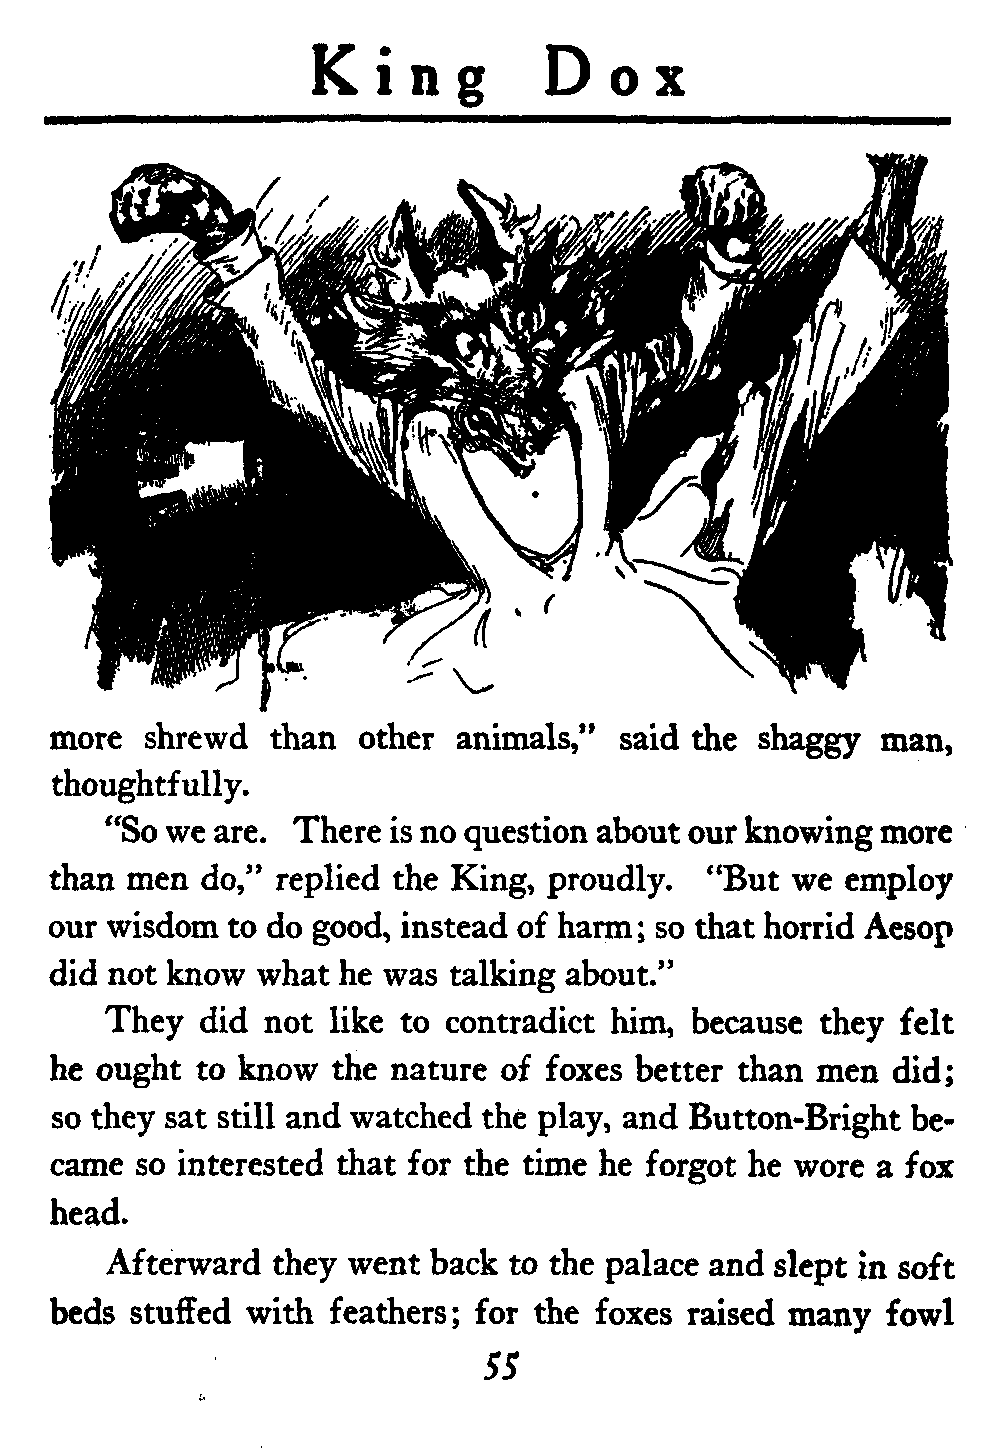 King Dox
more shrewd than other animals,” said the shaggy man,
thoughtfully.
“So we are. There is no question about our knowing more
than men do,” replied the King, proudly. “But we employ
our wisdom to do good, instead of harm; so that horrid Aesop
did not know what he was talking about.”
They did not like to contradict him, because they felt
he ought to know the nature of foxes better than men did;
so they sat still and watched the play, and Button-Bright be-
came so interested that for the time he forgot he wore a fox
head.
Afterward they went back to the palace and slept in soft
beds stuffed with feathers; for the foxes raised many fowl
55